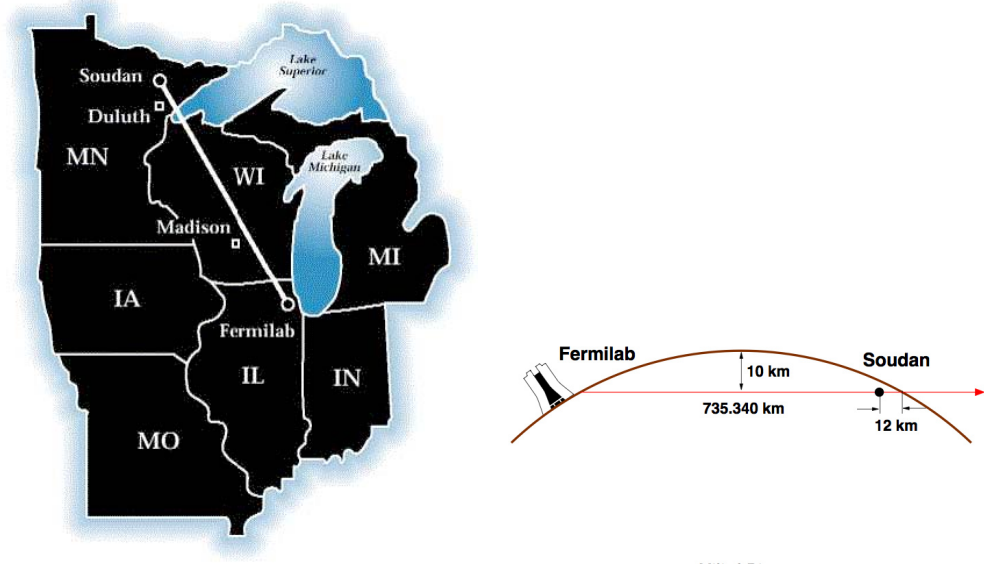 Lake
Superior
Soudan
Duluth
MN
Lake
Michigan
WI
Madison
MI
IA
Fermilab
IL
IN
MO
Fermilab
Soudan
10 km
735.340 km
12 km